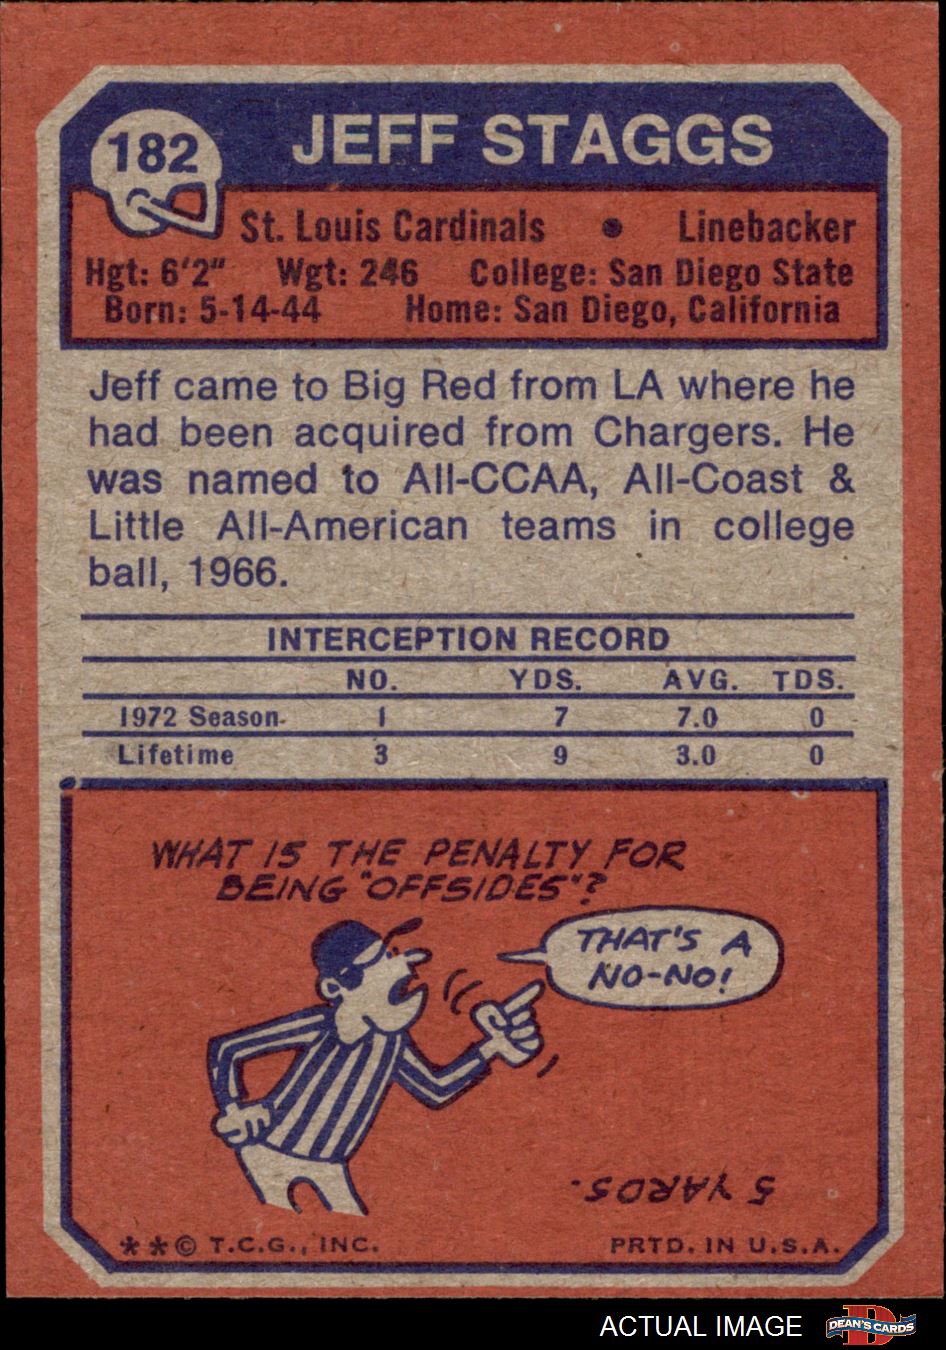 182
JEFF STAGGS
St. Louis Cardinals • Linebacker
Hgt: 6'2" Wgt: 246 College: San Diego State
Born: 5-14-44 Home: San Diego, California
Jeff came to Big Red from LA where he
had been acquired from Chargers. He
was named to All-CCAA, All-Coast &
Little All-American teams in college
ball, 1966.
INTERCEPTION RECORD
NO. YDS. AVG. TDS.
1972 Season 1 7 7.0 0
Lifetime 3 9 3.0 0
WHAT IS THE PENALTY FOR
BEING "OFFSIDES"?
THAT'S A
NO-NO!
5 YARDS.
**© T.C.G., INC. PRTD. IN U.S.A.
ACTUAL IMAGE
D
DEAN'S CARDS